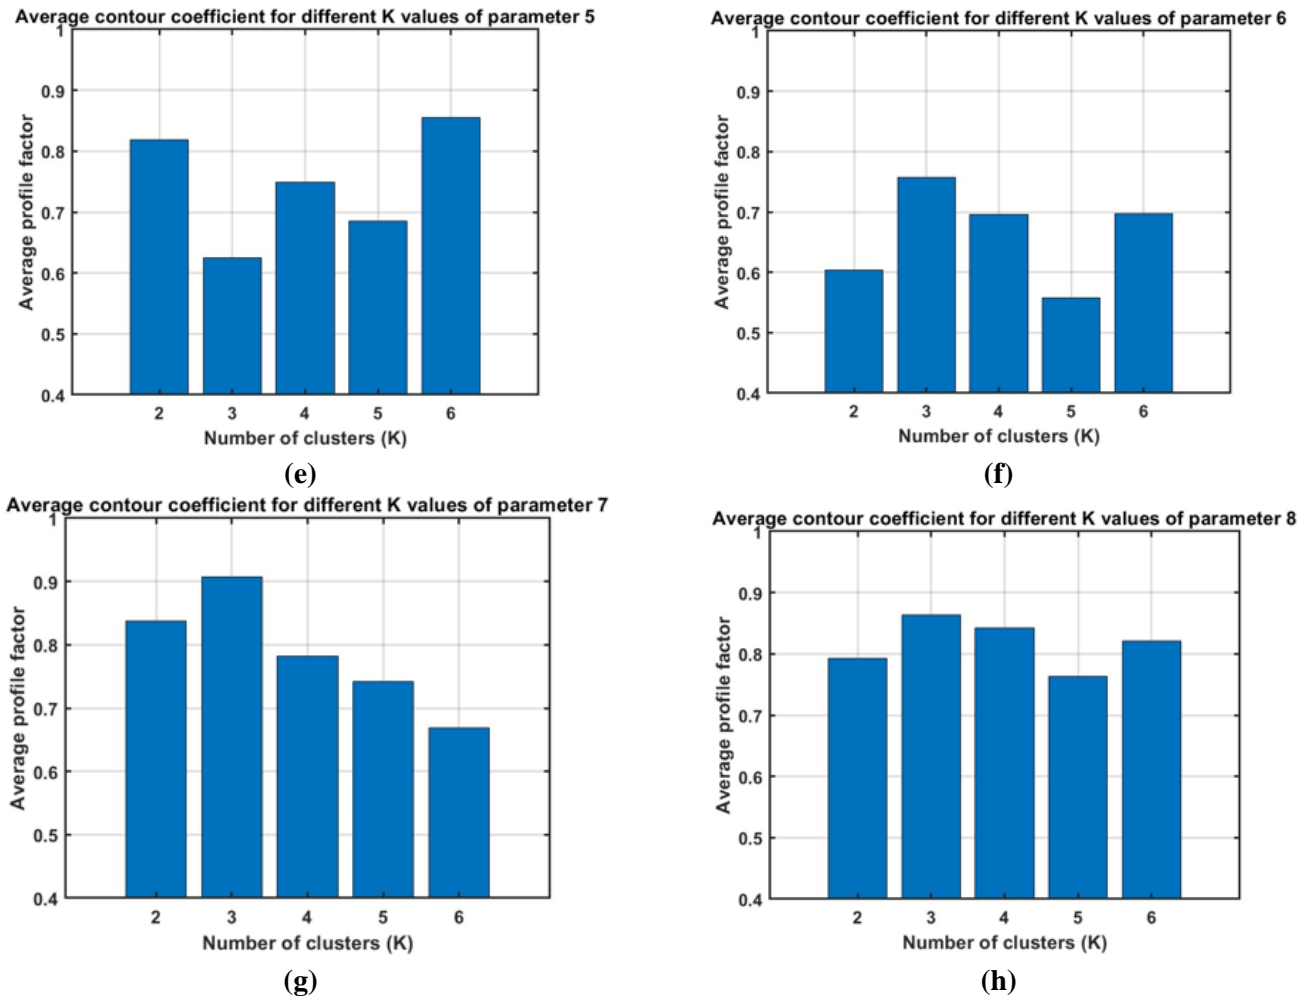 Average contour coefficient for different K values of parameter 5
1
0.9
0.8
0.7
0.6
0.5
0.4
Average profile factor
2 3 4 5 6
Number of clusters (K)
(e)
Average contour coefficient for different K values of parameter 6
1
0.9
0.8
0.7
0.6
0.5
0.4
Average profile factor
2 3 4 5 6
Number of clusters (K)
(f)
Average contour coefficient for different K values of parameter 7
1
0.9
0.8
0.7
0.6
0.5
0.4
Average profile factor
2 3 4 5 6
Number of clusters (K)
(g)
Average contour coefficient for different K values of parameter 8
1
0.9
0.8
0.7
0.6
0.5
0.4
Average profile factor
2 3 4 5 6
Number of clusters (K)
(h)